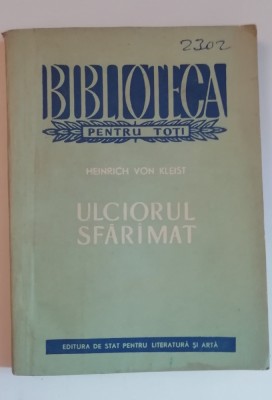 2302
BIBLIOTECA
PENTRU TOȚI
HEINRICH VON KLEIST
ULCIORUL
SFĂRÎMAT
EDITURA DE STAT PENTRU LITERATURĂ ȘI ARTĂ